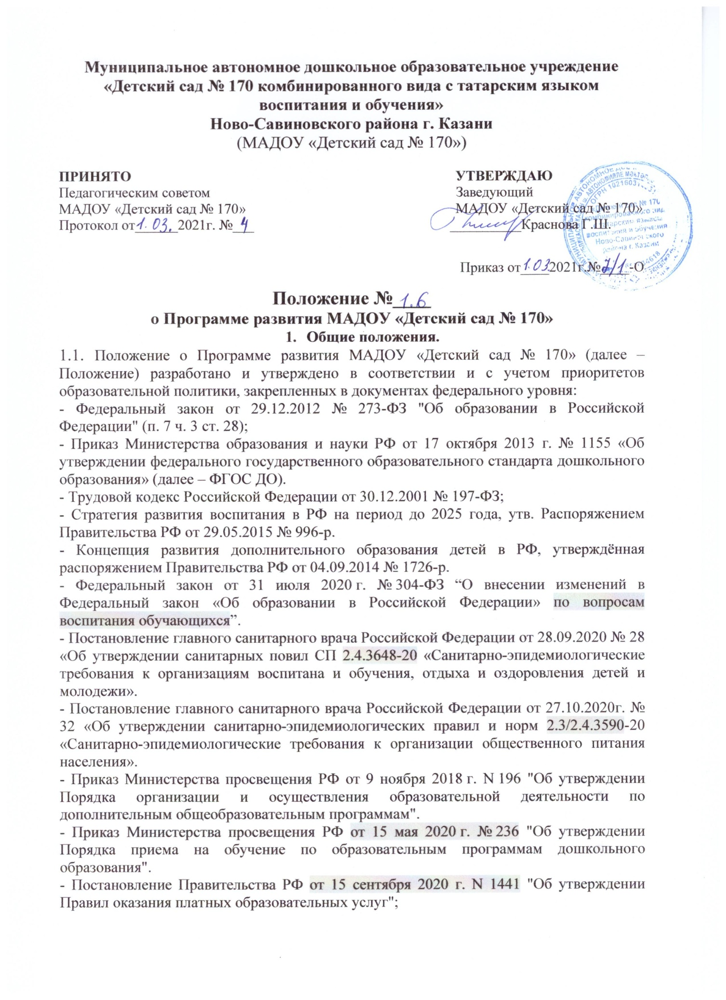 Муниципальное автономное дошкольное образовательное учреждение
«Детский сад № 170 комбинированного вида с татарским языком
воспитания и обучения»
Ново-Савиновского района г. Казани
(МАДОУ «Детский сад № 170»)
ПРИНЯТО
Педагогическим советом
МАДОУ «Детский сад № 170»
Протокол от 1.03. 2021г. № 4
УТВЕРЖДАЮ
Заведующий
МАДОУ «Детский сад № 170»
Краснова Г.Ш.
Приказ от 1.03 2021г.№ 7/1 -О
Детский сад № 170
комбинированного вида
с татарским языком
воспитания и обучения
Ново-Савиновского
района г. Казани
Положение № 1.6
о Программе развития МАДОУ «Детский сад № 170»
1. Общие положения.
1.1. Положение о Программе развития МАДОУ «Детский сад № 170» (далее –
Положение) разработано и утверждено в соответствии и с учетом приоритетов
образовательной политики, закрепленных в документах федерального уровня:
- Федеральный закон от 29.12.2012 № 273-ФЗ "Об образовании в Российской
Федерации" (п. 7 ч. 3 ст. 28);
- Приказ Министерства образования и науки РФ от 17 октября 2013 г. № 1155 «Об
утверждении федерального государственного образовательного стандарта дошкольного
образования» (далее – ФГОС ДО).
- Трудовой кодекс Российской Федерации от 30.12.2001 № 197-ФЗ;
- Стратегия развития воспитания в РФ на период до 2025 года, утв. Распоряжением
Правительства РФ от 29.05.2015 № 996-р.
- Концепция развития дополнительного образования детей в РФ, утверждённая
распоряжением Правительства РФ от 04.09.2014 № 1726-р.
- Федеральный закон от 31 июля 2020 г. № 304-ФЗ “О внесении изменений в
Федеральный закон «Об образовании в Российской Федерации» по вопросам
воспитания обучающихся”.
- Постановление главного санитарного врача Российской Федерации от 28.09.2020 № 28
«Об утверждении санитарных повил СП 2.4.3648-20 «Санитарно-эпидемиологические
требования к организациям воспитана и обучения, отдыха и оздоровления детей и
молодежи».
- Постановление главного санитарного врача Российской Федерации от 27.10.2020г. №
32 «Об утверждении санитарно-эпидемиологических правил и норм 2.3/2.4.3590-20
«Санитарно-эпидемиологические требования к организации общественного питания
населения».
- Приказ Министерства просвещения РФ от 9 ноября 2018 г. N 196 "Об утверждении
Порядка организации и осуществления образовательной деятельности по
дополнительным общеобразовательным программам".
- Приказ Министерства просвещения РФ от 15 мая 2020 г. № 236 "Об утверждении
Порядка приема на обучение по образовательным программам дошкольного
образования".
- Постановление Правительства РФ от 15 сентября 2020 г. N 1441 "Об утверждении
Правил оказания платных образовательных услуг";